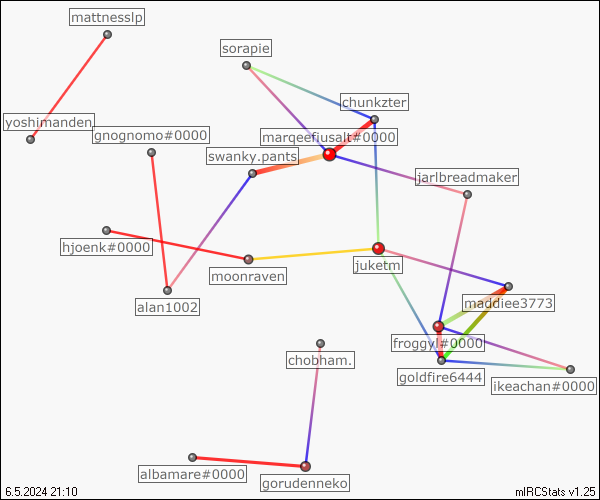 mattnesslp
sorapie
chunkzter
yoshimanden
gnognomo#0000
marqeefiusalt#0000
swanky.pants
jarlbreadmaker
hjoenk#0000
juketm
moonraven
maddiee3773
alan1002
froggyl#0000
chobham.
goldfire6444
ikeachan#0000
albamare#0000
gorudenneko
6.5.2024 21:10
mIRCStats v1.25